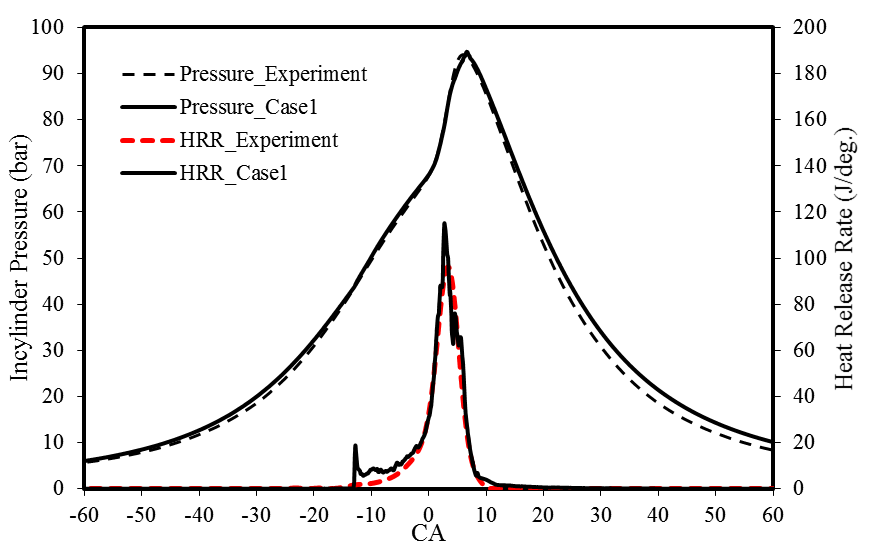 Pressure_Experiment
Pressure_Case1
HRR_Experiment
HRR_Case1
Incylinder Pressure (bar)
100
90
80
70
60
50
40
30
20
10
0
200
180
160
140
120
100
80
60
40
20
0
Heat Release Rate (J/deg.)
-60 -50 -40 -30 -20 -10 0 10 20 30 40 50 60
CA